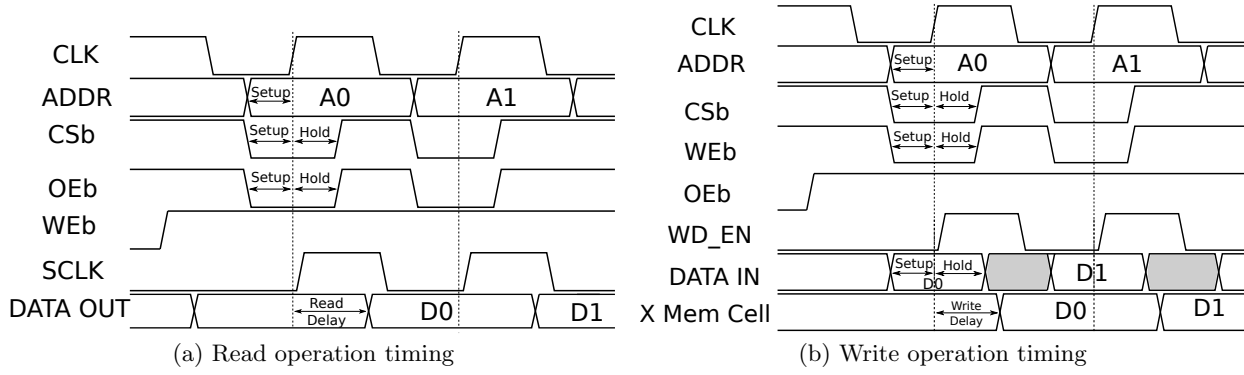 CLK
ADDR Setup A0 A1
CSb Setup Hold
OEb Setup Hold
WEb
SCLK
DATA OUT Read Delay D0 D1
(a) Read operation timing
CLK
ADDR Setup A0 A1
CSb Setup Hold
WEb Setup Hold
OEb
WD_EN
DATA IN Setup Hold D0 D1
X Mem Cell Write Delay D0 D1
(b) Write operation timing